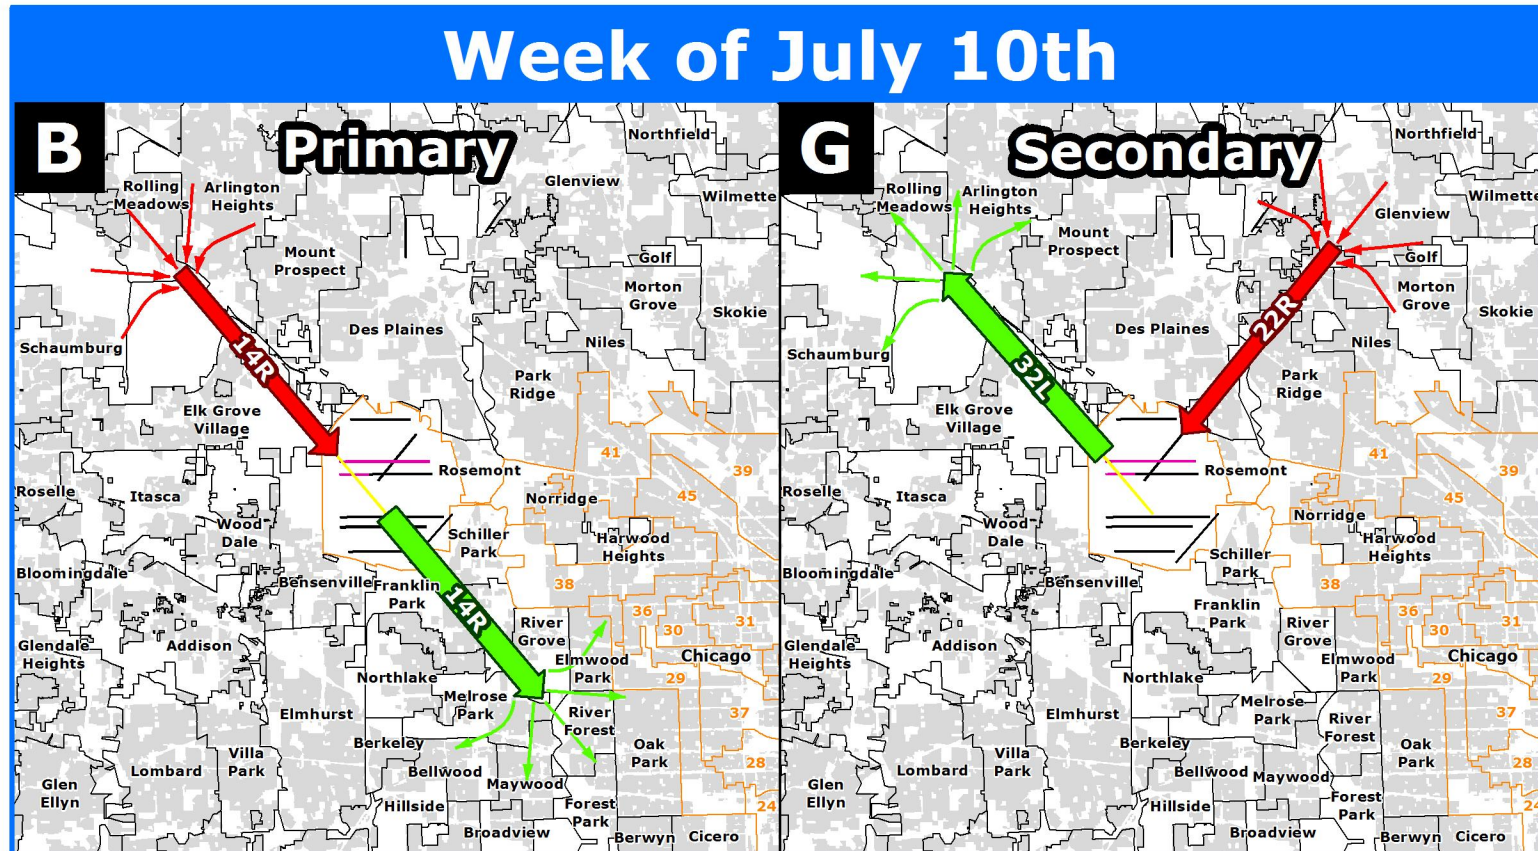 Week of July 10th
B
Primary
Northfield
Rolling
Meadows
Arlington
Heights
Glenview
Wilmette
Mount
Prospect
Golf
Morton
Grove
Skokie
Des Plaines
Schaumburg
14R
Niles
Park
Ridge
Elk Grove
Village
41
39
Rosemont
Roselle
Itasca
Norridge
45
Wood
Dale
Schiller
Park
Harwood
Heights
Bloomingdale
Bensenville
Franklin
Park
38
14R
36
30
31
River
Grove
Glendale
Heights
Addison
Elmwood
Park
Chicago
Northlake
29
Melrose
Park
Elmhurst
River
Forest
37
Berkeley
Oak
Park
Villa
Park
Lombard
Bellwood
28
Glen
Ellyn
Maywood
Hillside
Forest
Park
24
Broadview
Berwyn
Cicero
G
Secondary
Northfield
Rolling
Meadows
Arlington
Heights
Glenview
Wilmette
Mount
Prospect
Golf
Morton
Grove
Skokie
22R
Des Plaines
Schaumburg
32L
Niles
Park
Ridge
Elk Grove
Village
41
39
Rosemont
Roselle
Itasca
Norridge
45
Wood
Dale
Harwood
Heights
Schiller
Park
Bloomingdale
Bensenville
38
Franklin
Park
36
30
31
River
Grove
Glendale
Heights
Addison
Elmwood
Park
Chicago
Northlake
29
Melrose
Park
Elmhurst
River
Forest
37
Berkeley
Oak
Park
Villa
Park
Lombard
Bellwood
Maywood
28
Glen
Ellyn
Hillside
Forest
Park
24
Broadview
Berwyn
Cicero